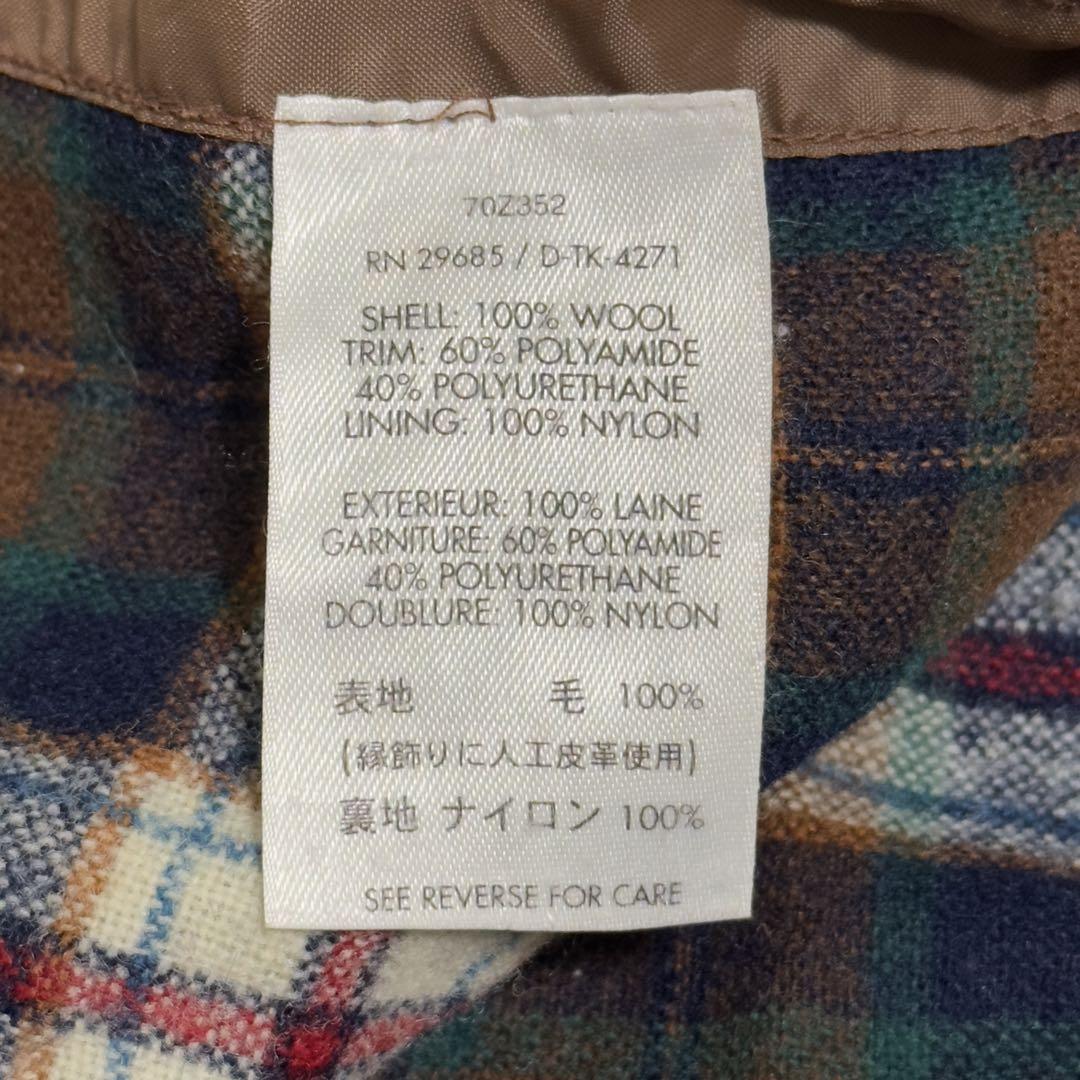 70Z352
RN 29685 / D-TK-4271
SHELL: 100% WOOL
TRIM: 60% POLYAMIDE
40% POLYURETHANE
LINING: 100% NYLON
EXTERIEUR: 100% LAINE
GARNITURE: 60% POLYAMIDE
40% POLYURETHANE
DOUBLURE: 100% NYLON
表地 毛 100%
(縁飾りに人工皮革使用)
裏地 ナイロン 100%
SEE REVERSE FOR CARE